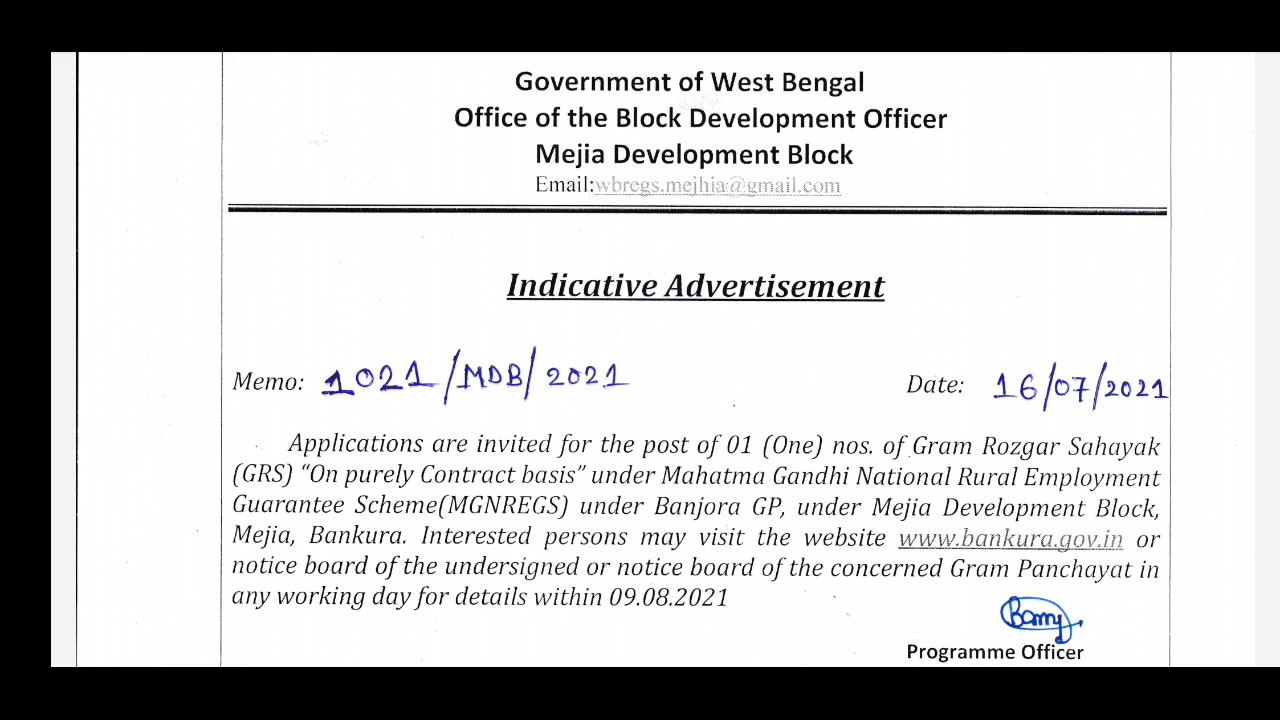 Government of West Bengal
Office of the Block Development Officer
Mejia Development Block
Email:wbregs.mejhia@gmail.com
Indicative Advertisement
Memo: 1021/MDB/2021 Date: 16/07/2021
Applications are invited for the post of 01 (One) nos. of Gram Rozgar Sahayak
(GRS) “On purely Contract basis” under Mahatma Gandhi National Rural Employment
Guarantee Scheme(MGNREGS) under Banjora GP, under Mejia Development Block,
Mejia, Bankura. Interested persons may visit the website www.bankura.gov.in or
notice board of the undersigned or notice board of the concerned Gram Panchayat in
any working day for details within 09.08.2021
Programme Officer